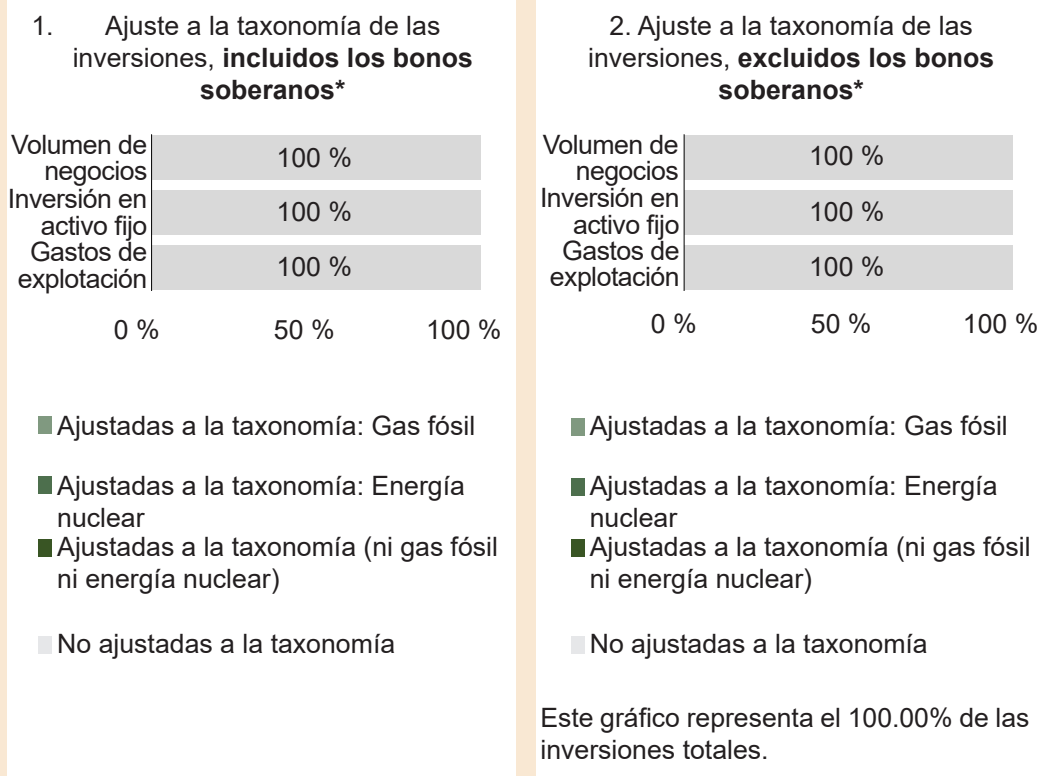 1. Ajuste a la taxonomía de las
inversiones, incluidos los bonos
soberanos*
Volumen de
negocios
100 %
Inversión en
activo fijo
100 %
Gastos de
explotación
100 %
0 % 50 % 100 %
Ajustadas a la taxonomía: Gas fósil
Ajustadas a la taxonomía: Energía
nuclear
Ajustadas a la taxonomía (ni gas fósil
ni energía nuclear)
No ajustadas a la taxonomía
2. Ajuste a la taxonomía de las
inversiones, excluidos los bonos
soberanos*
Volumen de
negocios
100 %
Inversión en
activo fijo
100 %
Gastos de
explotación
100 %
0 % 50 % 100 %
Ajustadas a la taxonomía: Gas fósil
Ajustadas a la taxonomía: Energía
nuclear
Ajustadas a la taxonomía (ni gas fósil
ni energía nuclear)
No ajustadas a la taxonomía
Este gráfico representa el 100.00% de las
inversiones totales.